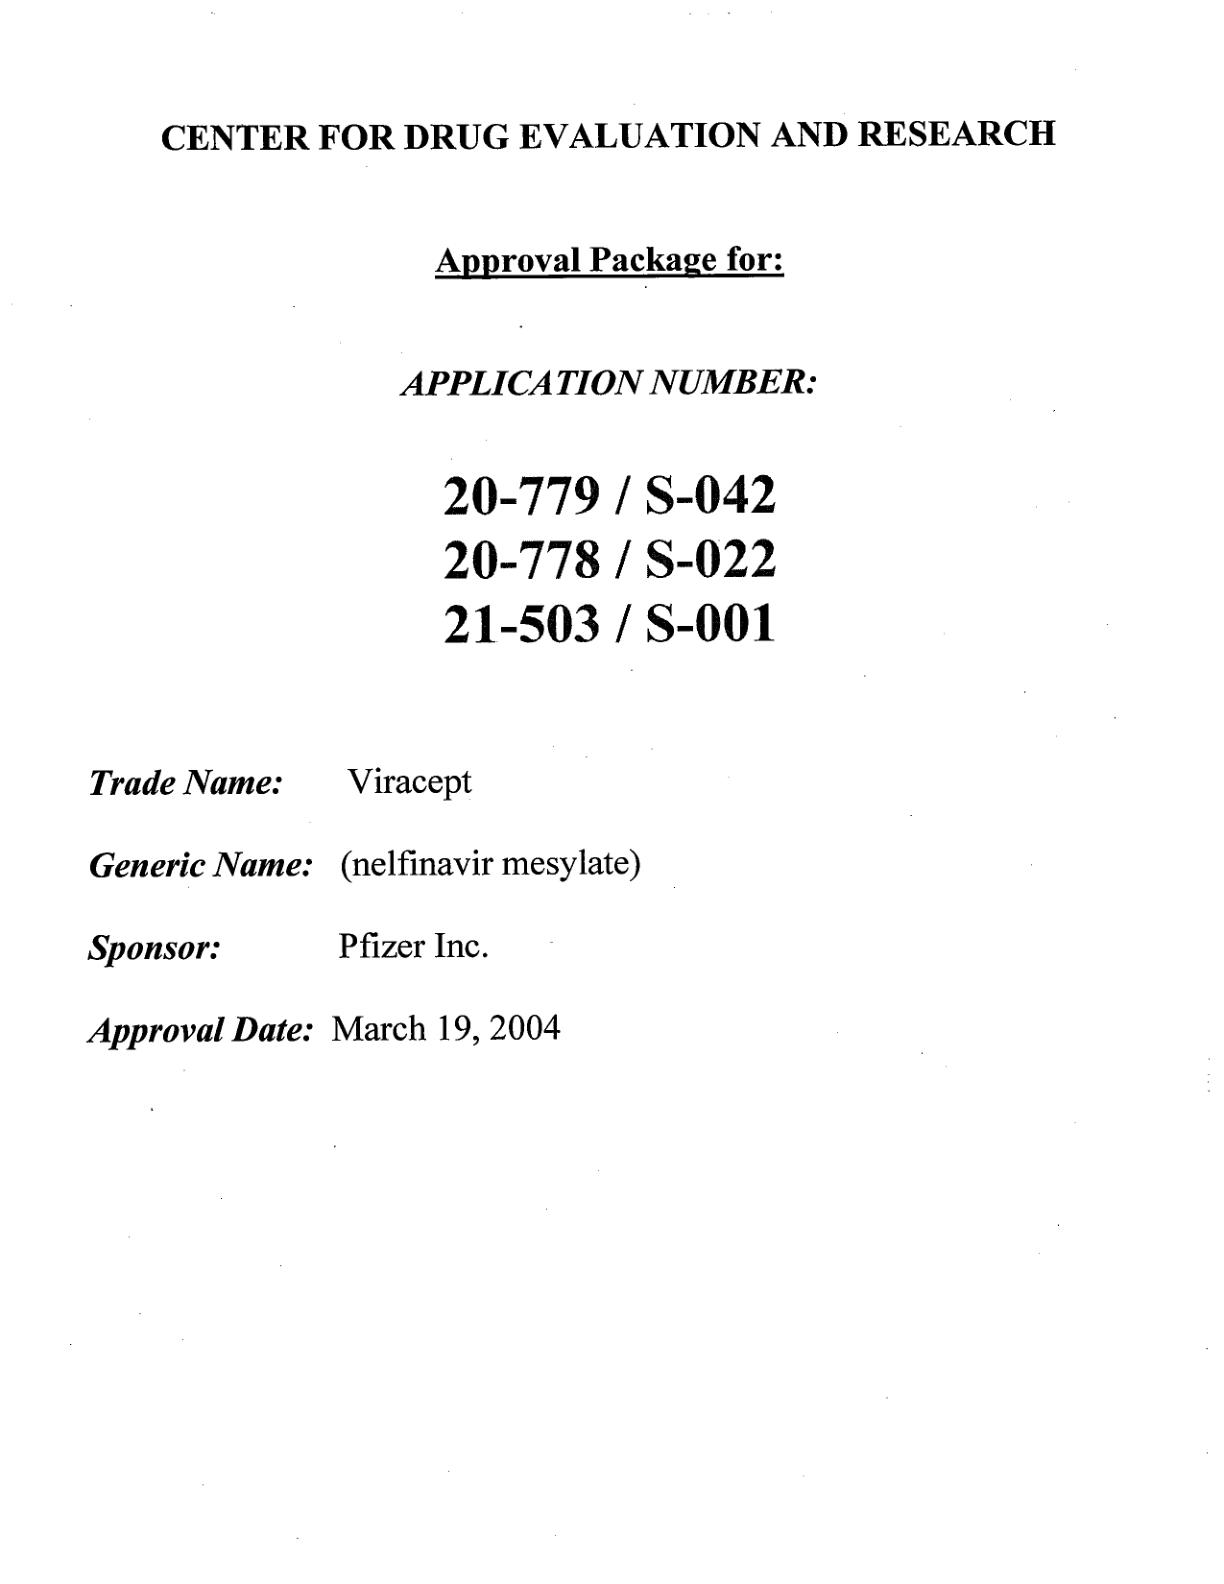 CENTER FOR DRUG EVALUATION AND RESEARCH
Approval Package for:
APPLICATION NUMBER:
20-779 / S-042
20-778 / S-022
21-503 / S-001
Trade Name: Viracept
Generic Name: (nelfinavir mesylate)
Sponsor: Pfizer Inc.
Approval Date: March 19, 2004